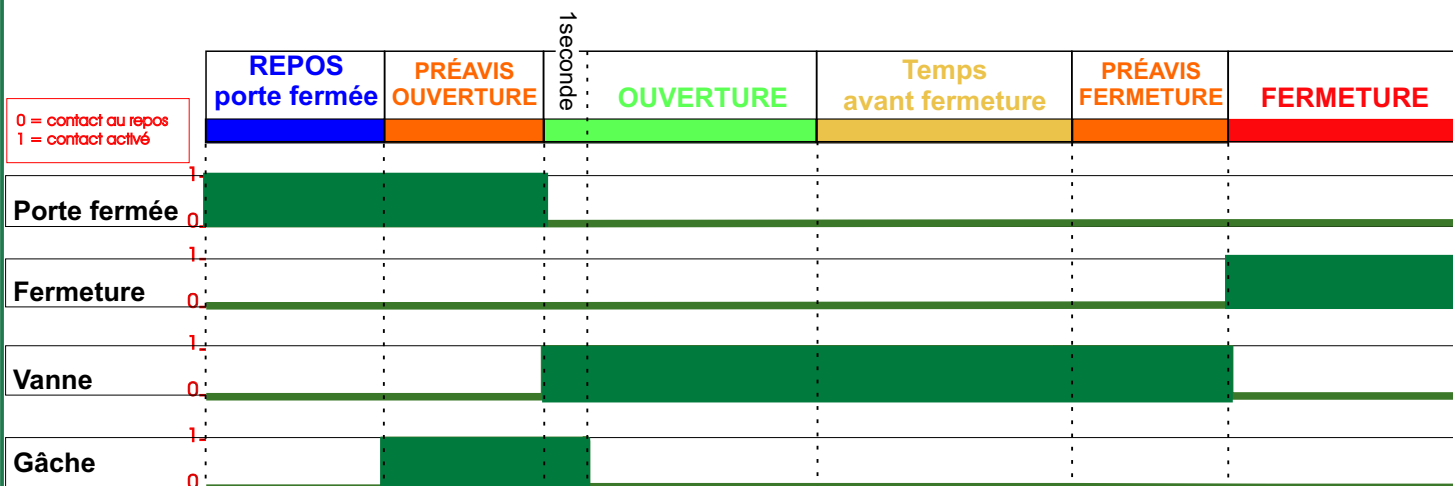 1seconde
REPOS
porte fermée
PRÉAVIS
OUVERTURE
OUVERTURE
Temps
avant fermeture
PRÉAVIS
FERMETURE
FERMETURE
0 = contact au repos
1 = contact activé
1
Porte fermée
0
1
Fermeture
0
1
Vanne
0
1
Gâche
0